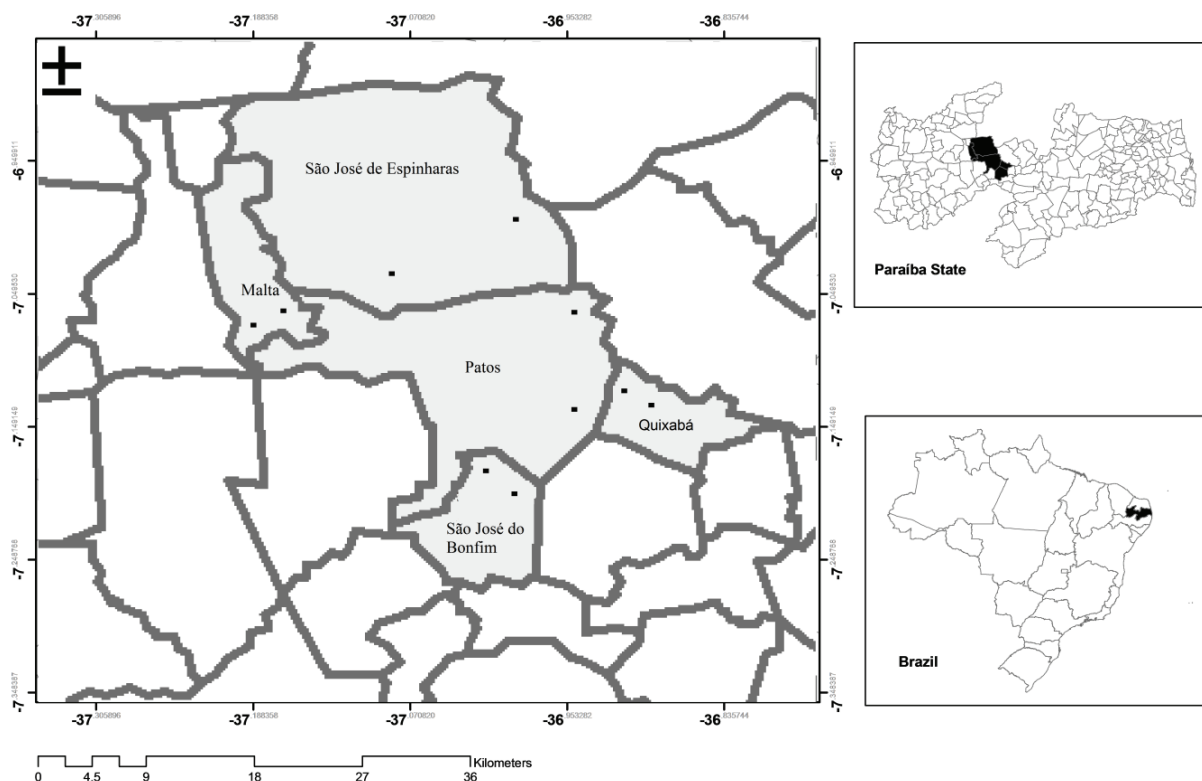 -37.305896 -37.188358 -37.070820 -36.953282 -36.835744
-6.949911
-7.049530
-7.149149
-7.248768
-7.348387
São José de Espinharas
Malta
Patos
Quixabá
São José do
Bonfim
-6.949911
-7.049530
-7.149149
-7.248768
-7.348387
-37.305896 -37.188358 -37.070820 -36.953282 -36.835744
Kilometers
0 4.5 9 18 27 36
Paraíba State
Brazil